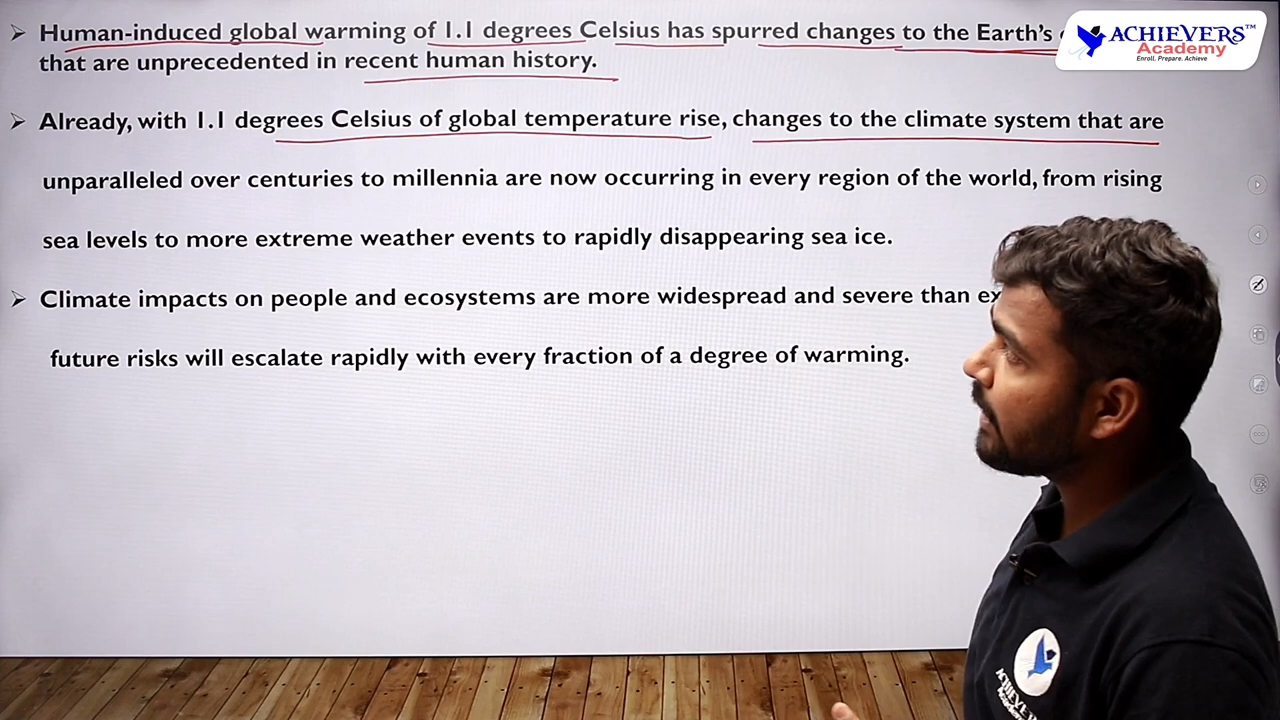 ➢ Human-induced global warming of 1.1 degrees Celsius has spurred changes to the Earth's
that are unprecedented in recent human history.
➢ Already, with 1.1 degrees Celsius of global temperature rise, changes to the climate system that are
unparalleled over centuries to millennia are now occurring in every region of the world, from rising
sea levels to more extreme weather events to rapidly disappearing sea ice.
➢ Climate impacts on people and ecosystems are more widespread and severe than
future risks will escalate rapidly with every fraction of a degree of warming.
ACHIEVERS™
Academy
Enroll. Prepare. Achieve